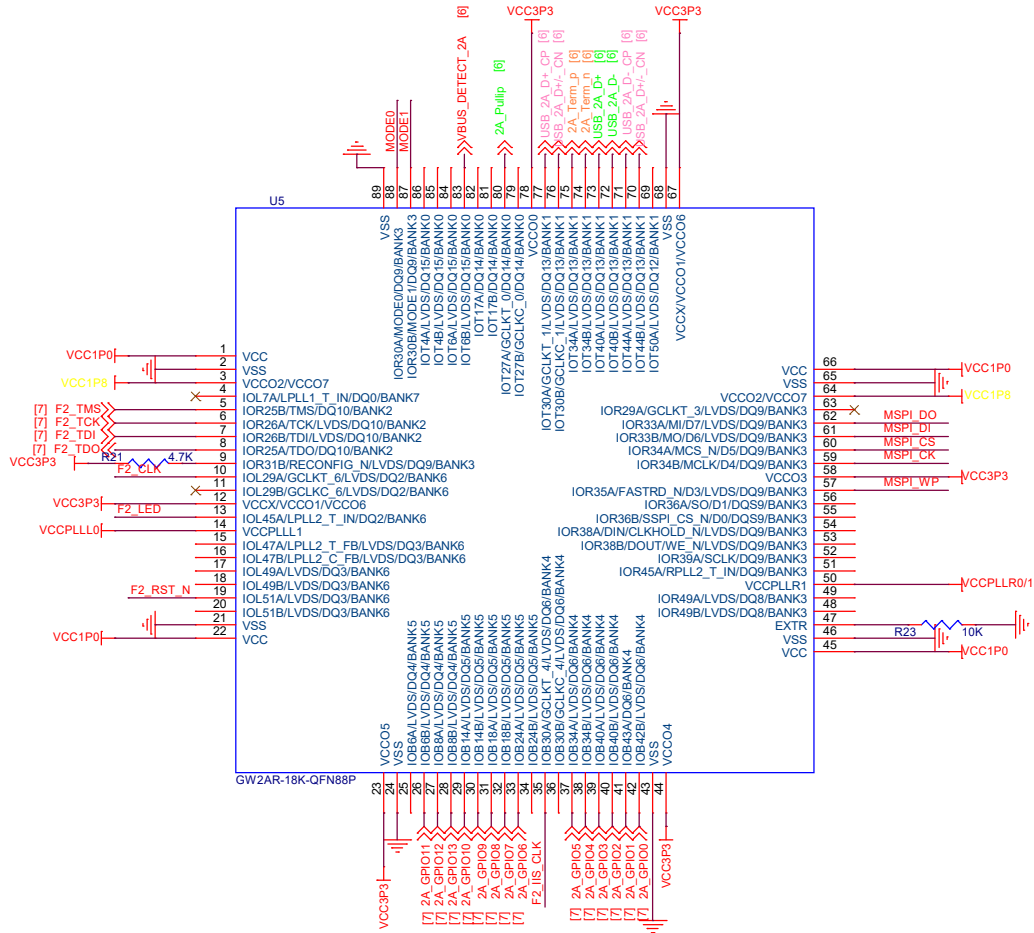 VCC3P3
VCC3P3
MODE0
MODE1
VBUS_DETECT_2A [6]
2A_Pullup [6]
USB_2A_D+_CP [6]
USB_2A_D+/-_CN [6]
2A_Term_p [6]
2A_Term_n [6]
USB_2A_D+ [6]
USB_2A_D- [6]
USB_2A_D-_CP [6]
USB_2A_D+/-_CN [6]
U5
89 VSS
88 IOR30A/MODE0/DQ9/BANK3
87 IOR30B/MODE1/DQ9/BANK3
86 IOT4A/LVDS/DQ15/BANK0
85 IOT4B/LVDS/DQ15/BANK0
84 IOT6A/LVDS/DQ15/BANK0
83 IOT6B/LVDS/DQ15/BANK0
82 IOT17A/DQ14/BANK0
81 IOT17B/DQ14/BANK0
80 IOT27A/GCLKT_0/DQ14/BANK0
79 IOT27B/GCLKC_0/DQ14/BANK0
78 VCCO0
77 IOT30A/GCLKT_1/LVDS/DQ13/BANK1
76 IOT30B/GCLKC_1/LVDS/DQ13/BANK1
75 IOT34A/LVDS/DQ13/BANK1
74 IOT34B/LVDS/DQ13/BANK1
73 IOT40A/LVDS/DQ13/BANK1
72 IOT40B/LVDS/DQ13/BANK1
71 IOT44A/LVDS/DQ13/BANK1
70 IOT44B/LVDS/DQ13/BANK1
69 IOT50A/LVDS/DQ12/BANK1
68 VSS
67 VCCX/VCCO1/VCCO6
VCC1P0 1 VCC
2 VSS
VCC1P8 3 VCCO2/VCCO7
4 IOL7A/LPLL1_T_IN/DQ0/BANK7
[7] F2_TMS 5 IOR25B/TMS/DQ10/BANK2
[7] F2_TCK 6 IOR26A/TCK/LVDS/DQ10/BANK2
[7] F2_TDI 7 IOR26B/TDI/LVDS/DQ10/BANK2
[7] F2_TDO 8 IOR25A/TDO/DQ10/BANK2
VCC3P3 R21 4.7K 9 IOR31B/RECONFIG_N/LVDS/DQ9/BANK3
F2_CLK 10 IOL29A/GCLKT_6/LVDS/DQ2/BANK6
11 IOL29B/GCLKC_6/LVDS/DQ2/BANK6
VCC3P3 12 VCCX/VCCO1/VCCO6
F2_LED 13 IOL45A/LPLL2_T_IN/DQ2/BANK6
VCCPLLL0 14 VCCPLLL1
15 IOL47A/LPLL2_T_FB/LVDS/DQ3/BANK6
16 IOL47B/LPLL2_C_FB/LVDS/DQ3/BANK6
17 IOL49A/LVDS/DQ3/BANK6
18 IOL49B/LVDS/DQ3/BANK6
F2_RST_N 19 IOL51A/LVDS/DQ3/BANK6
20 IOL51B/LVDS/DQ3/BANK6
21 VSS
VCC1P0 22 VCC
VCC 66 VCC1P0
VSS 65
VCCO2/VCCO7 64 VCC1P8
IOR29A/GCLKT_3/LVDS/DQ9/BANK3 63
IOR33A/MI/D7/LVDS/DQ9/BANK3 62 MSPI_DO
IOR33B/MO/D6/LVDS/DQ9/BANK3 61 MSPI_DI
IOR34A/MCS_N/D5/DQ9/BANK3 60 MSPI_CS
IOR34B/MCLK/D4/DQ9/BANK3 59 MSPI_CK
VCCO3 58 VCC3P3
IOR35A/FASTRD_N/D3/LVDS/DQ9/BANK3 57 MSPI_WP
IOR36A/SO/D1/DQS9/BANK3 56
IOR36B/SSPI_CS_N/D0/DQS9/BANK3 55
IOR38A/DIN/CLKHOLD_N/LVDS/DQ9/BANK3 54
IOR38B/DOUT/WE_N/LVDS/DQ9/BANK3 53
IOR39A/SCLK/DQ9/BANK3 52
IOR45A/RPLL2_T_IN/DQ9/BANK3 51
VCCPLLR1 50 VCCPLLR0/1
IOR49A/LVDS/DQ8/BANK3 49
IOR49B/LVDS/DQ8/BANK3 48
EXTR 47 R23 10K
VSS 46
VCC 45 VCC1P0
VCCO5 23 VCC3P3
VSS 24
IOB6A/LVDS/DQ4/BANK5 25
IOB6B/LVDS/DQ4/BANK5 26 2A_GPIO11 [7]
IOB8A/LVDS/DQ4/BANK5 27 2A_GPIO12 [7]
IOB8B/LVDS/DQ4/BANK5 28 2A_GPIO13 [7]
IOB14A/LVDS/DQ5/BANK5 29 2A_GPIO10 [7]
IOB14B/LVDS/DQ5/BANK5 30 2A_GPIO9 [7]
IOB18A/LVDS/DQ5/BANK5 31 2A_GPIO8 [7]
IOB18B/LVDS/DQ5/BANK5 32 2A_GPIO7 [7]
IOB24A/LVDS/DQ5/BANK5 33 2A_GPIO6 [7]
IOB24B/LVDS/DQ5/BANK5 34
IOB30A/GCLKT_4/LVDS/DQ6/BANK4 35 F2_IIS_CLK
IOB30B/GCLKC_4/LVDS/DQ6/BANK4 36
IOB34A/LVDS/DQ6/BANK4 37 2A_GPIO5 [7]
IOB34B/LVDS/DQ6/BANK4 38 2A_GPIO4 [7]
IOB40A/LVDS/DQ6/BANK4 39 2A_GPIO3 [7]
IOB40B/LVDS/DQ6/BANK4 40 2A_GPIO2 [7]
IOB43A/DQ6/BANK4 41 2A_GPIO1 [7]
IOB42B/LVDS/DQ6/BANK4 42 2A_GPIO0 [7]
VSS 43
VCCO4 44 VCC3P3
GW2AR-18K-QFN88P